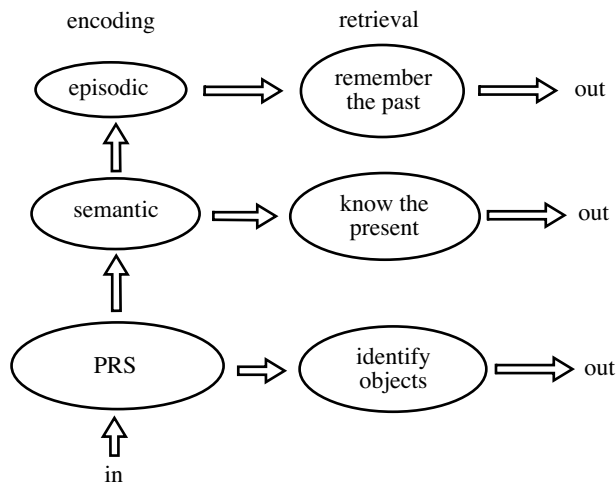 encoding
retrieval
episodic
remember
the past
out
semantic
know the
present
out
PRS
identify
objects
out
in